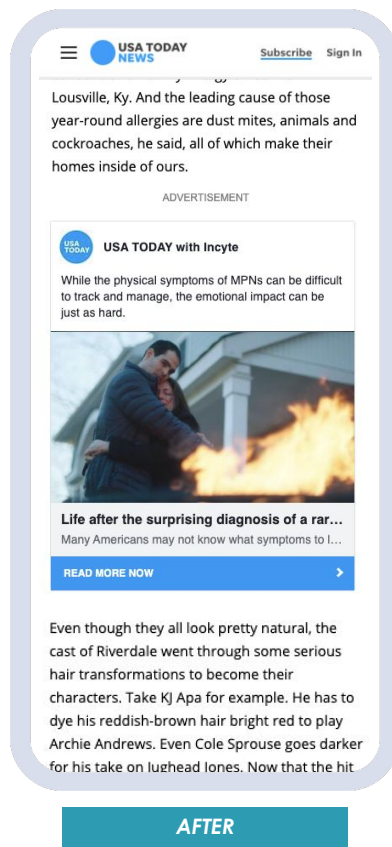 USA TODAY
NEWS
Subscribe
Sign In
Lousville, Ky. And the leading cause of those
year-round allergies are dust mites, animals and
cockroaches, he said, all of which make their
homes inside of ours.
ADVERTISEMENT
USA
TODAY
USA TODAY with Incyte
While the physical symptoms of MPNs can be difficult
to track and manage, the emotional impact can be
just as hard.
Life after the surprising diagnosis of a rar...
Many Americans may not know what symptoms to l...
READ MORE NOW
Even though they all look pretty natural, the
cast of Riverdale went through some serious
hair transformations to become their
characters. Take KJ Apa for example. He has to
dye his reddish-brown hair bright red to play
Archie Andrews. Even Cole Sprouse goes darker
for his take on Jughead Jones. Now that the hit
AFTER